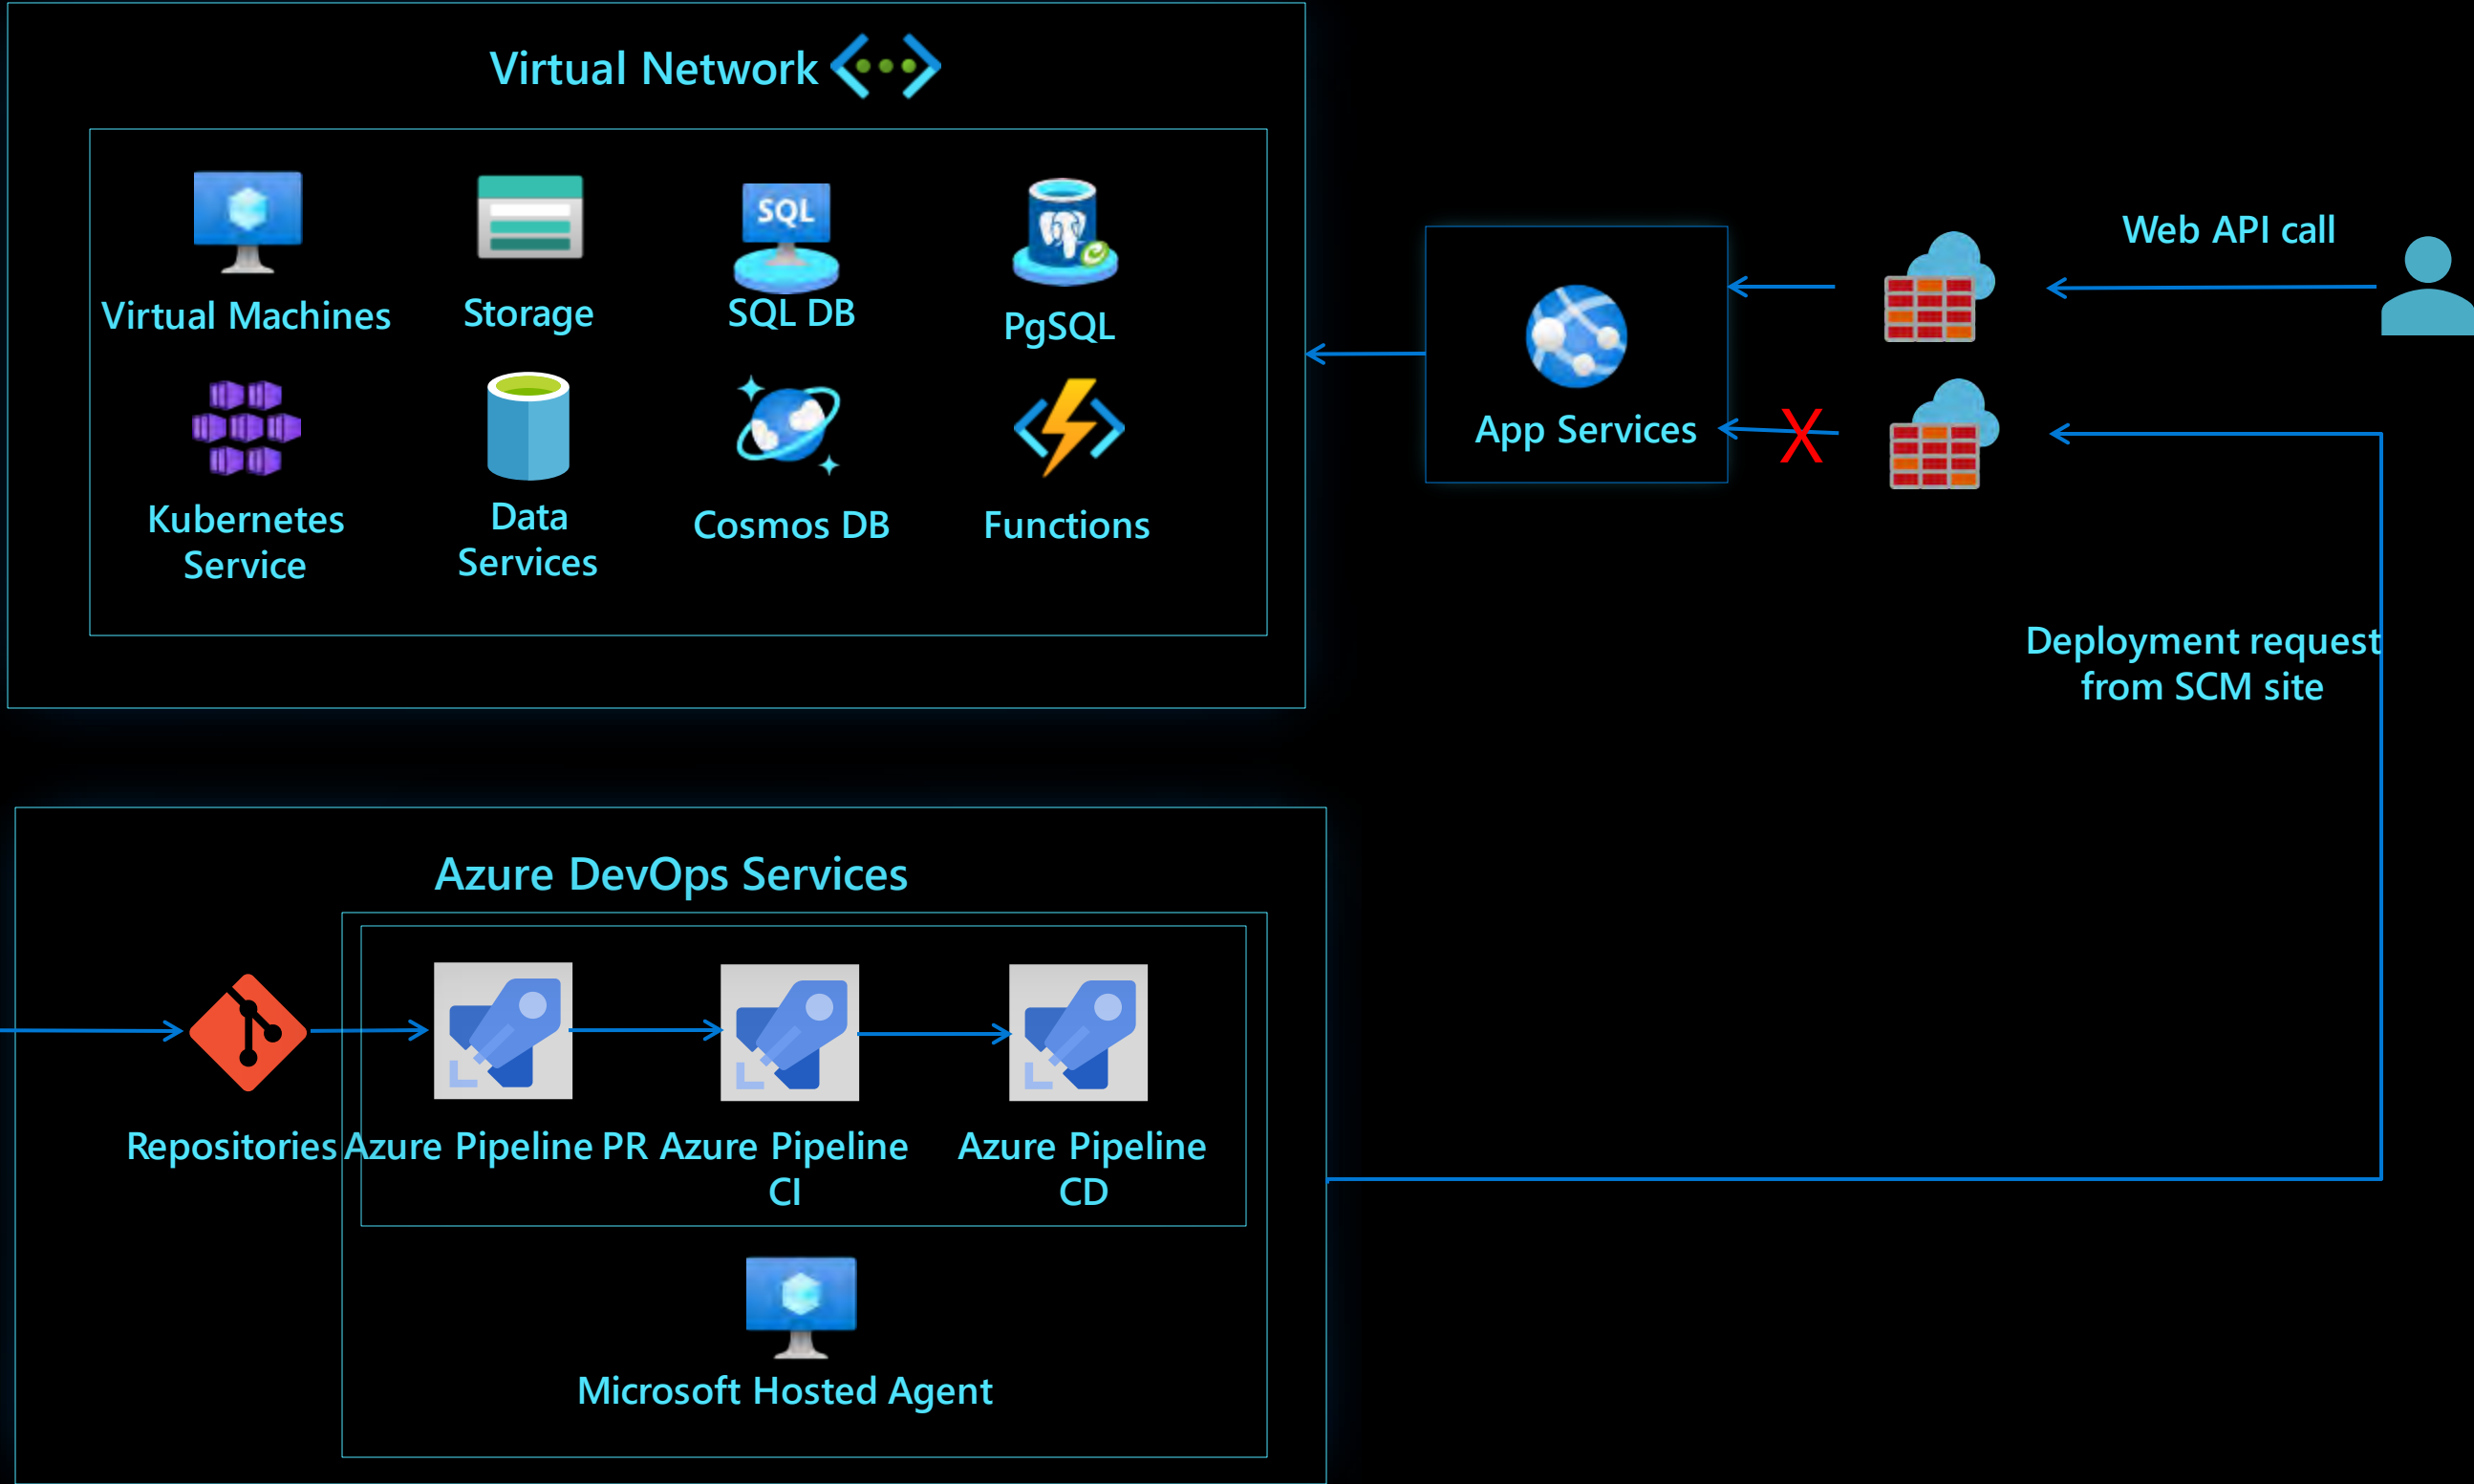 Virtual Network
SQL
Virtual Machines
Storage
SQL DB
PgSQL
Kubernetes
Service
Data
Services
Cosmos DB
Functions
App Services
Web API call
X
Deployment request
from SCM site
Azure DevOps Services
Repositories
Azure Pipeline PR
Azure Pipeline
CI
Azure Pipeline
CD
Microsoft Hosted Agent